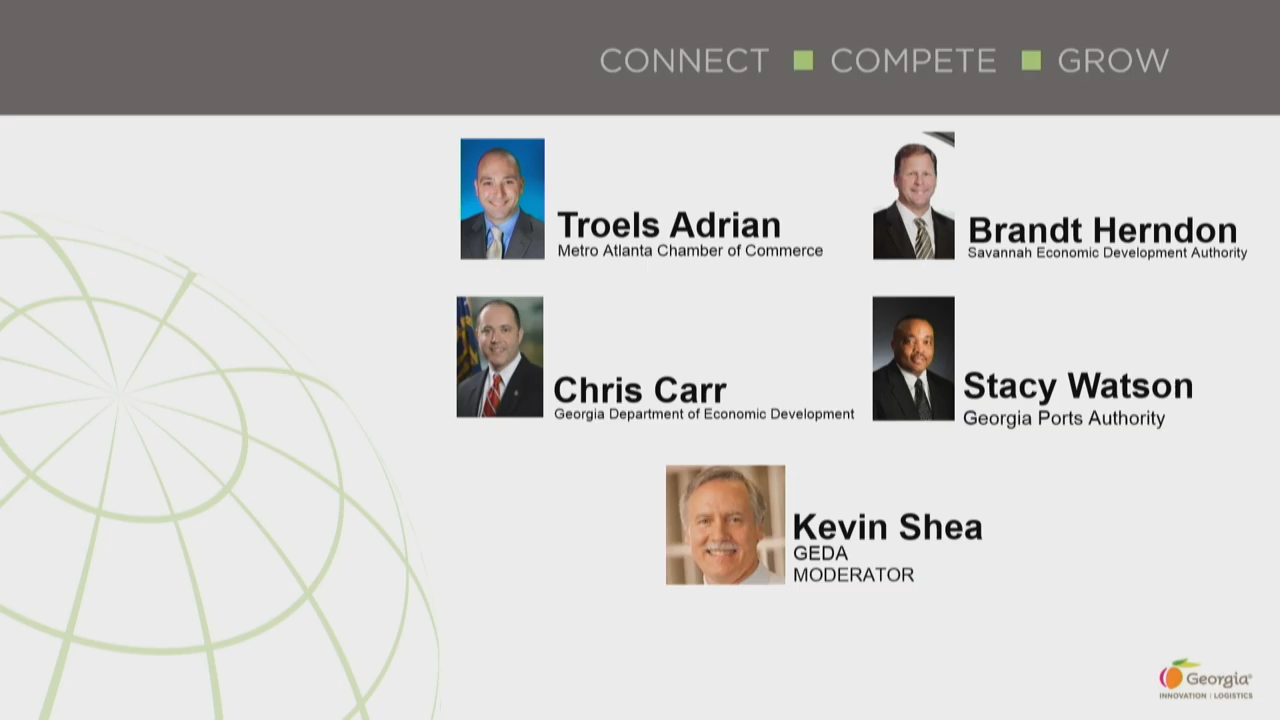 CONNECT ■ COMPETE ■ GROW
Troels Adrian
Metro Atlanta Chamber of Commerce
Brandt Herndon
Savannah Economic Development Authority
Chris Carr
Georgia Department of Economic Development
Stacy Watson
Georgia Ports Authority
Kevin Shea
GEDA
MODERATOR
Georgia®
INNOVATION | LOGISTICS